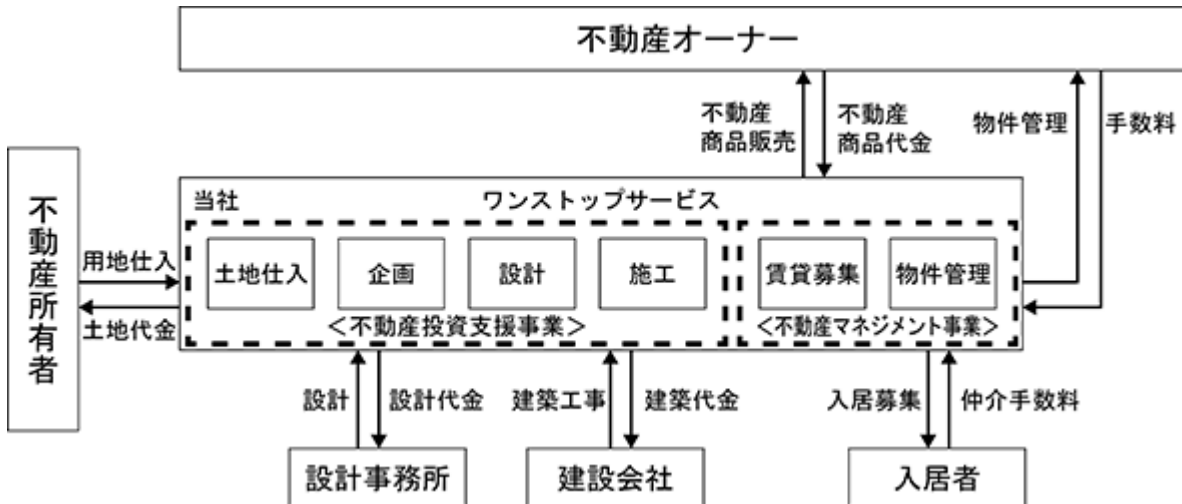 不動産オーナー
不動産
商品販売
不動産
商品代金
物件管理
手数料
不動産所有者
用地仕入
土地代金
当社
ワンストップサービス
土地仕入
企画
設計
施工
<不動産投資支援事業>
賃貸募集
物件管理
<不動産マネジメント事業>
設計
設計代金
建築工事
建築代金
入居募集
仲介手数料
設計事務所
建設会社
入居者